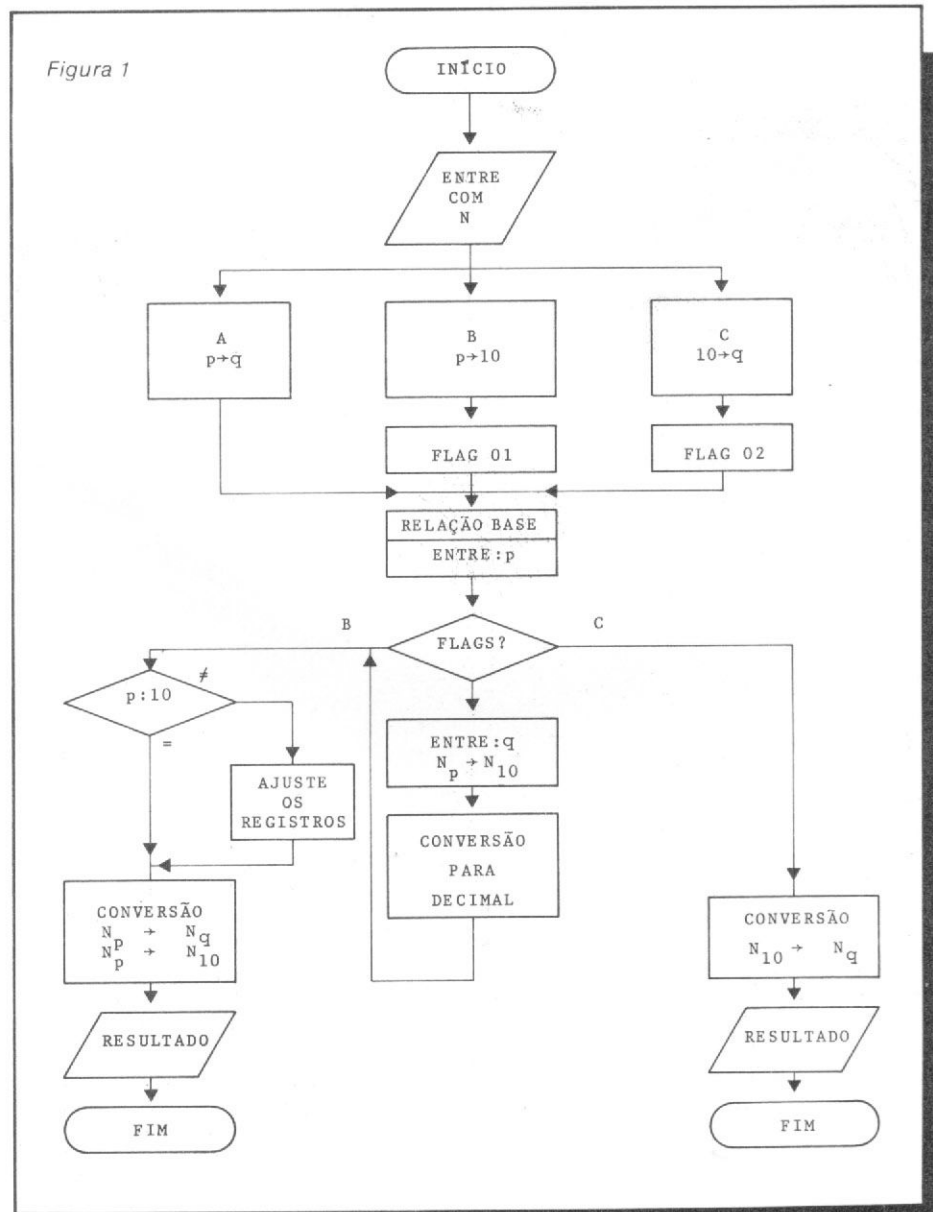 Figura 1
INÍCIO
ENTRE
COM
N
A
p→q
B
p→10
C
10→q
FLAG 01
FLAG 02
RELAÇÃO BASE
ENTRE:p
B
FLAGS?
C
p:10
≠
=
AJUSTE
OS
REGISTROS
ENTRE:q
Np → N10
CONVERSÃO
PARA
DECIMAL
CONVERSÃO
Np → Nq
Np → N10
CONVERSÃO
N10 → Nq
RESULTADO
RESULTADO
FIM
FIM